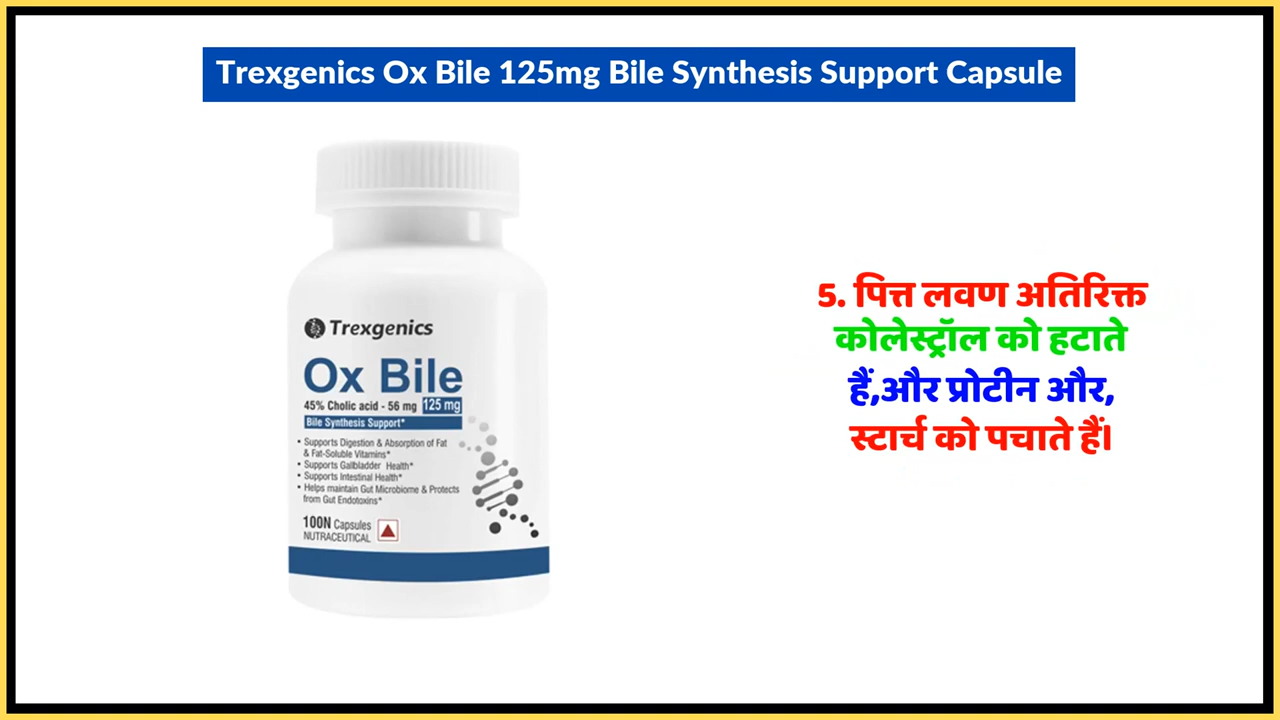 Trexgenics Ox Bile 125mg Bile Synthesis Support Capsule
Trexgenics
Ox Bile
45% Cholic acid - 56 mg 125 mg
Bile Synthesis Support*
• Supports Digestion & Absorption of Fat
& Fat-Soluble Vitamins*
• Supports Gallbladder Health*
• Supports Intestinal Health*
• Helps maintain Gut Microbiome & Protects
from Gut Endotoxins*
100N Capsules
NUTRACEUTICAL
5. पित्त लवण अतिरिक्त
कोलेस्ट्रॉल को हटाते
हैं,और प्रोटीन और,
स्टार्च को पचाते हैं।